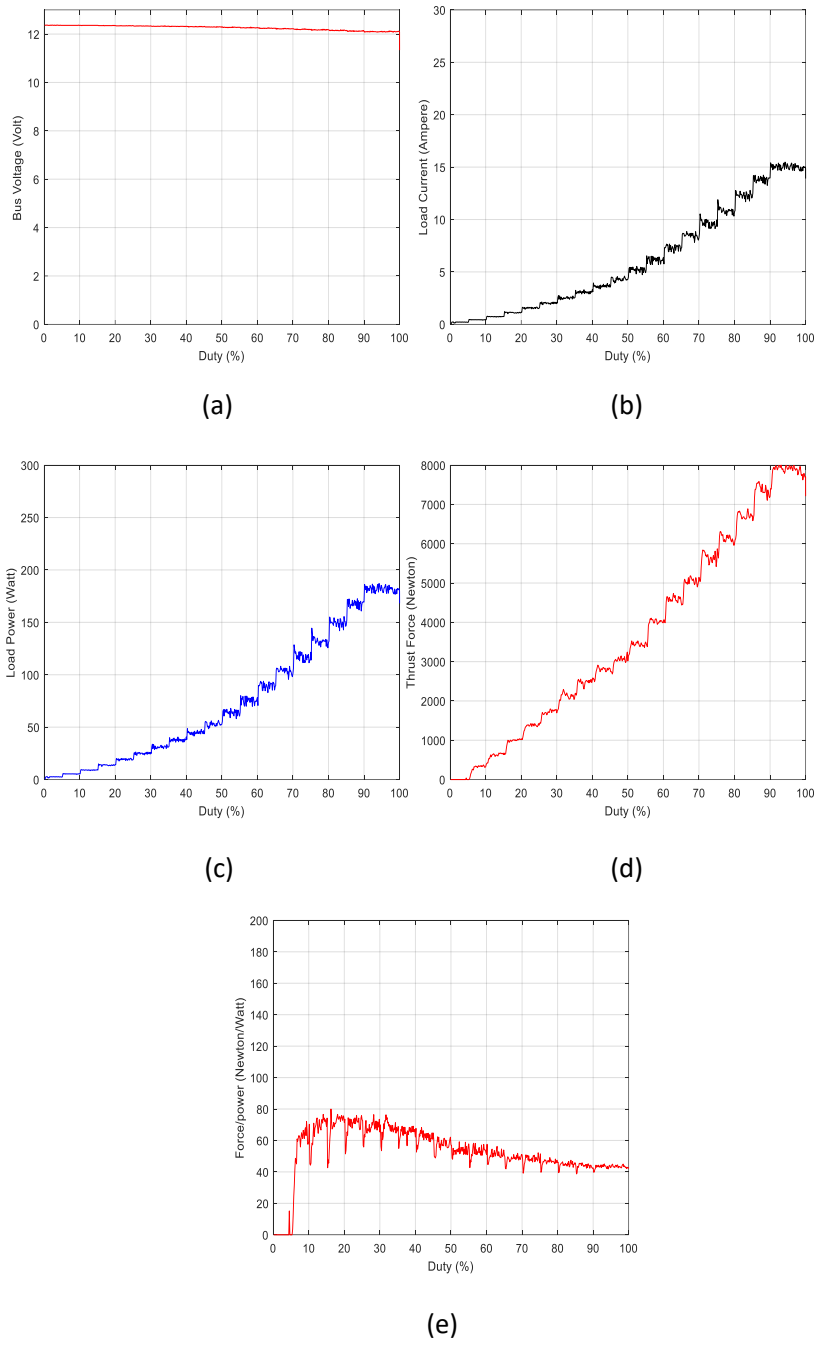 12
10
8
6
4
2
0
Bus Voltage (Volt)
0 10 20 30 40 50 60 70 80 90 100
Duty (%)
(a)
30
25
20
15
10
5
0
Load Current (Ampere)
0 10 20 30 40 50 60 70 80 90 100
Duty (%)
(b)
300
250
200
150
100
50
0
Load Power (Watt)
0 10 20 30 40 50 60 70 80 90 100
Duty (%)
(c)
8000
7000
6000
5000
4000
3000
2000
1000
0
Thrust Force (Newton)
0 10 20 30 40 50 60 70 80 90 100
Duty (%)
(d)
200
180
160
140
120
100
80
60
40
20
0
Force/power (Newton/Watt)
0 10 20 30 40 50 60 70 80 90 100
Duty (%)
(e)